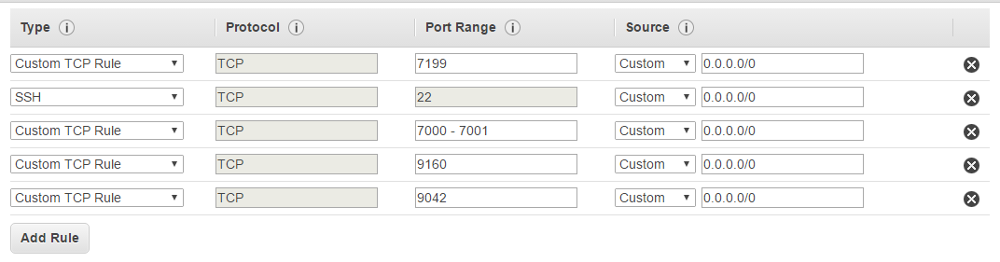 Type Protocol Port Range Source
Custom TCP Rule TCP 7199 Custom 0.0.0.0/0
SSH TCP 22 Custom 0.0.0.0/0
Custom TCP Rule TCP 7000 - 7001 Custom 0.0.0.0/0
Custom TCP Rule TCP 9160 Custom 0.0.0.0/0
Custom TCP Rule TCP 9042 Custom 0.0.0.0/0
Add Rule